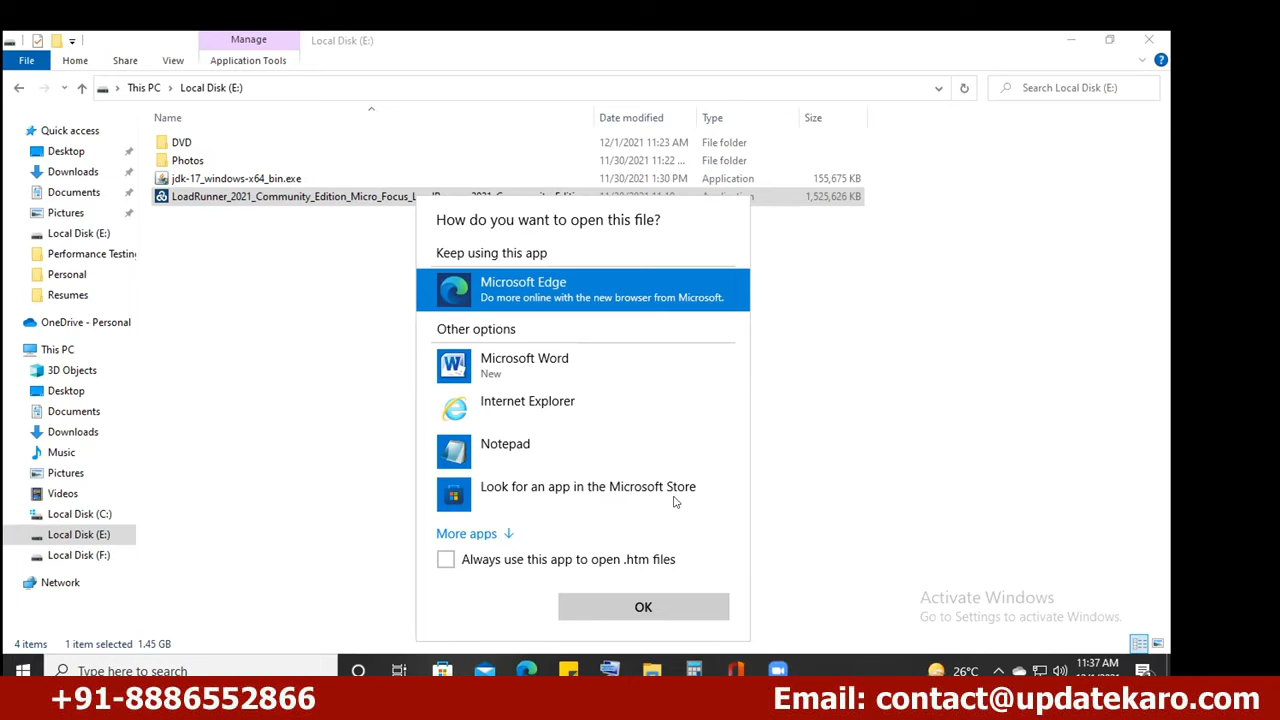 Manage
Local Disk (E:)
File
Home
Share
View
Application Tools
This PC
Local Disk (E:)
Search Local Disk (E:)
Name
Date modified
Type
Size
DVD
12/1/2021 11:23 AM
File folder
Photos
11/30/2021 11:22 ...
File folder
jdk-17_windows-x64_bin.exe
11/30/2021 1:30 PM
Application
155,675 KB
LoadRunner_2021_Community_Edition_Micro_Focus_L
1,525,626 KB
Quick access
Desktop
Downloads
Documents
Pictures
Local Disk (E:)
Performance Testing
Personal
Resumes
OneDrive - Personal
This PC
3D Objects
Desktop
Documents
Downloads
Music
Pictures
Videos
Local Disk (C:)
Local Disk (E:)
Local Disk (F:)
Network
How do you want to open this file?
Keep using this app
Microsoft Edge
Do more online with the new browser from Microsoft.
Other options
Microsoft Word
New
Internet Explorer
Notepad
Look for an app in the Microsoft Store
More apps
Always use this app to open .htm files
OK
Activate Windows
Go to Settings to activate Windows.
4 items
1 item selected
1.45 GB
Type here to search
26°C
11:37 AM
+91-8886552866
Email: contact@updatekaro.com